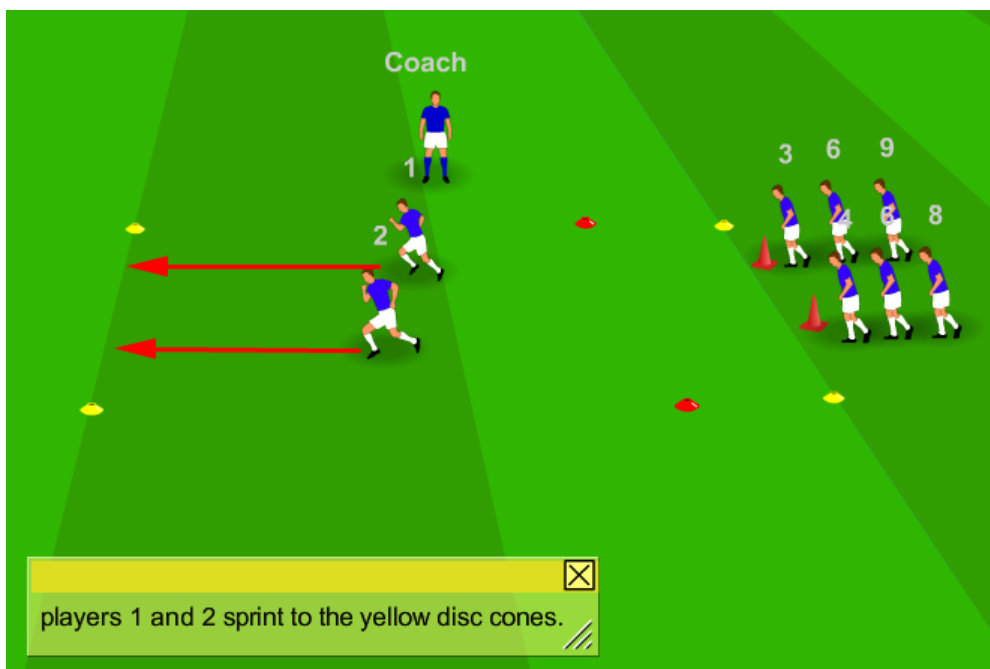 Coach
1
3 6 9
2
4 6 8
players 1 and 2 sprint to the yellow disc cones.